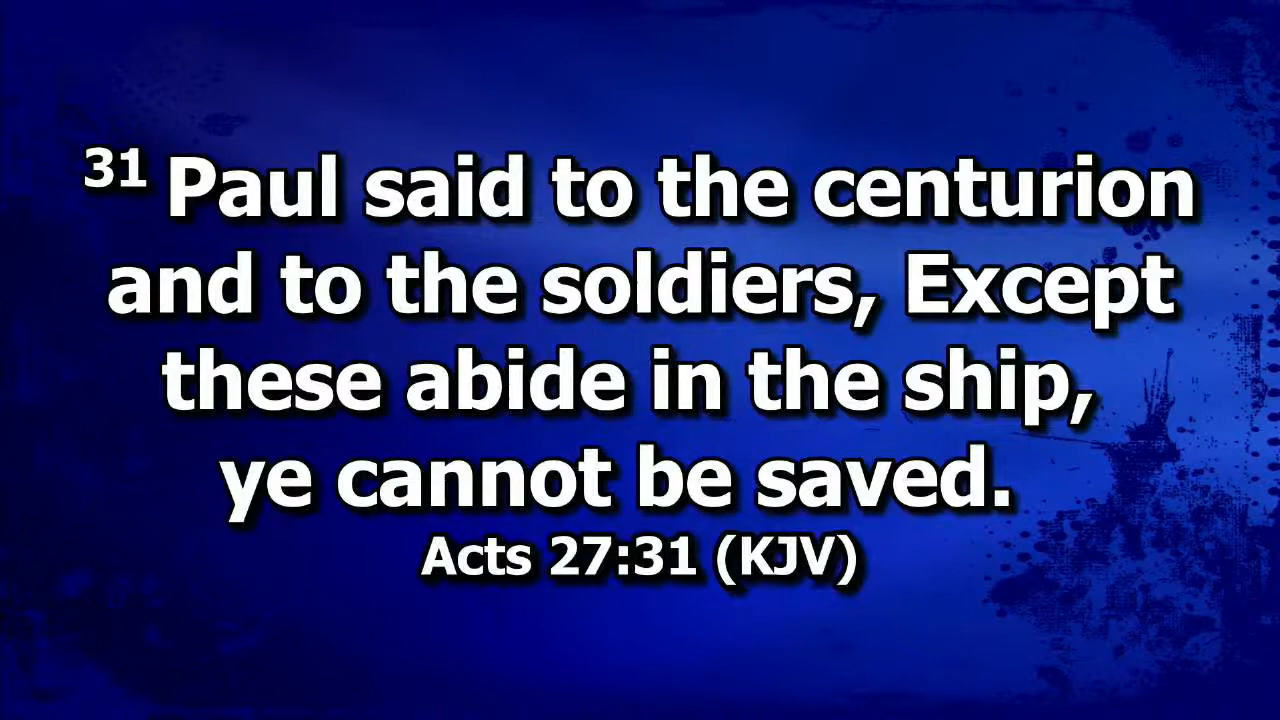 31 Paul said to the centurion
and to the soldiers, Except
these abide in the ship,
ye cannot be saved.
Acts 27:31 (KJV)